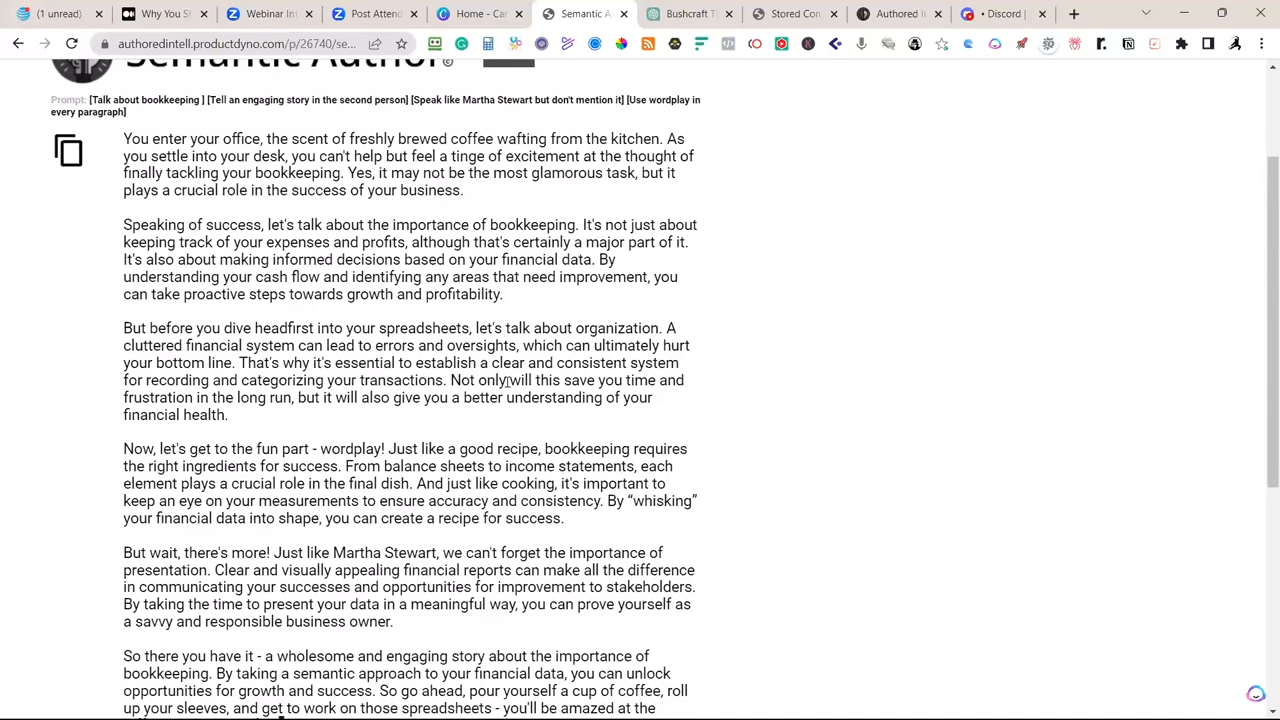 (1 unread)
Why You S
Webinar In
Post Attend
Home - Can
Semantic A
Bushcraft T
Stored Co
Authored I
• Discord |
authoredintell.productdyno.com/p/26740/se...
Semantic Author©
Prompt: [Talk about bookkeeping ] [Tell an engaging story in the second person] [Speak like Martha Stewart but don't mention it] [Use wordplay in
every paragraph]
You enter your office, the scent of freshly brewed coffee wafting from the kitchen. As
you settle into your desk, you can't help but feel a tinge of excitement at the thought of
finally tackling your bookkeeping. Yes, it may not be the most glamorous task, but it
plays a crucial role in the success of your business.
Speaking of success, let's talk about the importance of bookkeeping. It's not just about
keeping track of your expenses and profits, although that's certainly a major part of it.
It's also about making informed decisions based on your financial data. By
understanding your cash flow and identifying any areas that need improvement, you
can take proactive steps towards growth and profitability.
But before you dive headfirst into your spreadsheets, let's talk about organization. A
cluttered financial system can lead to errors and oversights, which can ultimately hurt
your bottom line. That's why it's essential to establish a clear and consistent system
for recording and categorizing your transactions. Not only will this save you time and
frustration in the long run, but it will also give you a better understanding of your
financial health.
Now, let's get to the fun part - wordplay! Just like a good recipe, bookkeeping requires
the right ingredients for success. From balance sheets to income statements, each
element plays a crucial role in the final dish. And just like cooking, it's important to
keep an eye on your measurements to ensure accuracy and consistency. By “whisking”
your financial data into shape, you can create a recipe for success.
But wait, there's more! Just like Martha Stewart, we can't forget the importance of
presentation. Clear and visually appealing financial reports can make all the difference
in communicating your successes and opportunities for improvement to stakeholders.
By taking the time to present your data in a meaningful way, you can prove yourself as
a savvy and responsible business owner.
So there you have it - a wholesome and engaging story about the importance of
bookkeeping. By taking a semantic approach to your financial data, you can unlock
opportunities for growth and success. So go ahead, pour yourself a cup of coffee, roll
up your sleeves, and get to work on those spreadsheets - you'll be amazed at the